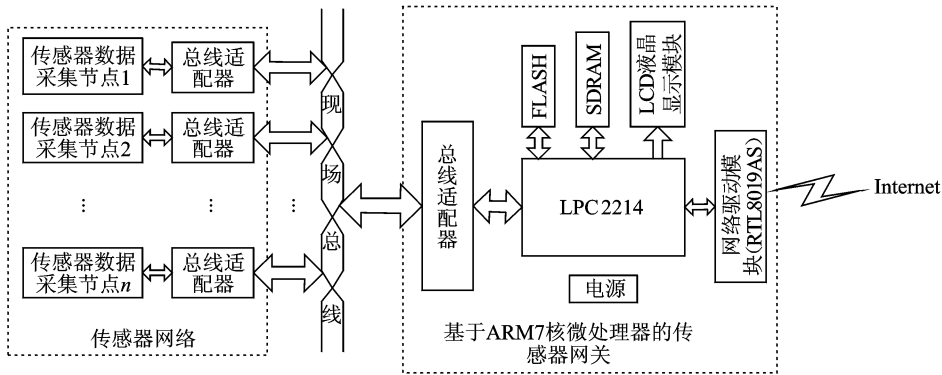 传感器数据
采集节点1
总线适
配器
传感器数据
采集节点2
总线适
配器
⋮
⋮
⋮
传感器数据
采集节点n
总线适
配器
传感器网络
现
场
总
线
总线适配器
FLASH
SDRAM
LCD液晶
显示模块
LPC2214
网络驱动模
块(RTL8019AS)
电源
基于ARM7核微处理器的传
感器网关
Internet